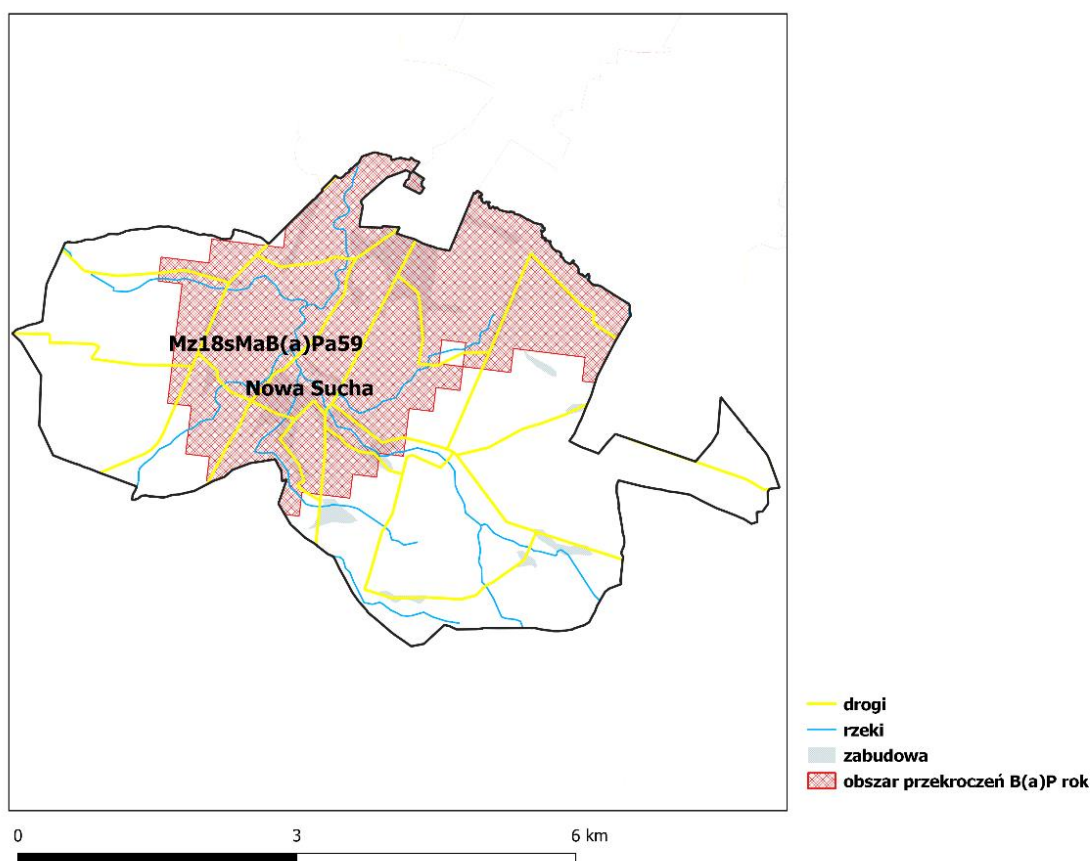 Mz18sMaB(a)Pa59
Nowa Sucha
drogi
rzeki
zabudowa
obszar przekroczeń B(a)P rok
0 3 6 km